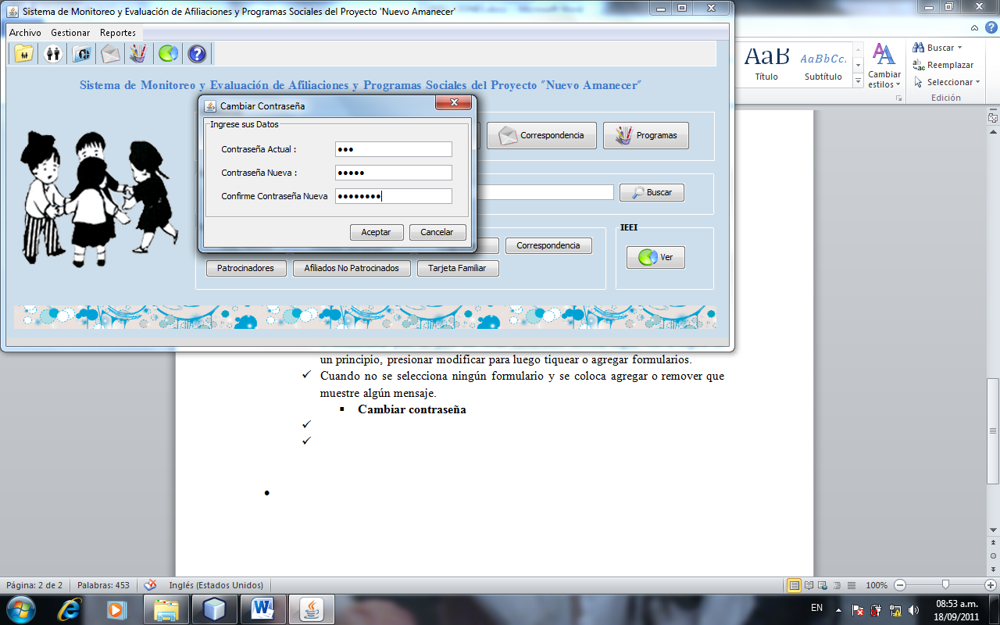 Sistema de Monitoreo y Evaluación de Afiliaciones y Programas Sociales del Proyecto 'Nuevo Amanecer'
Archivo Gestionar Reportes
Sistema de Monitoreo y Evaluación de Afiliaciones y Programas Sociales del Proyecto "Nuevo Amanecer"
Cambiar Contraseña
Ingrese sus Datos
Contraseña Actual : ●●●
Contraseña Nueva : ●●●●●
Confirme Contraseña Nueva ●●●●●●●●
Aceptar Cancelar
Correspondencia Programas
Buscar
Correspondencia
Patrocinadores Afiliados No Patrocinados Tarjeta Familiar
IEEI
Ver
AaB AaBbCc.
Título Subtítulo
Cambiar estilos
Buscar
Reemplazar
Seleccionar
Edición
un principio, presionar modificar para luego tiquear o agregar formularios.
✓ Cuando no se selecciona ningún formulario y se coloca agregar o remover que
muestre algún mensaje.
▪ Cambiar contraseña
✓
✓
•
Página: 2 de 2 Palabras: 453 Inglés (Estados Unidos) 100%
EN 08:53 a.m.
18/09/2011